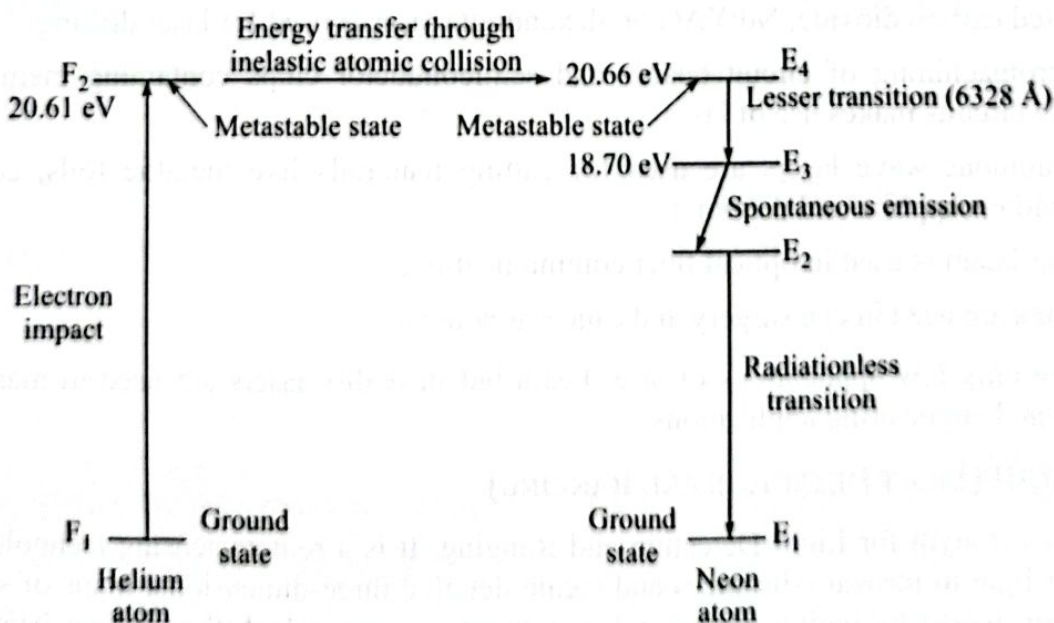 Energy transfer through
inelastic atomic collision
F₂
20.61 eV
20.66 eV
E₄
Lesser transition (6328 Å)
Metastable state
Metastable state
18.70 eV
E₃
Spontaneous emission
E₂
Electron
impact
Radiationless
transition
F₁
Ground
state
Ground
state
E₁
Helium
atom
Neon
atom